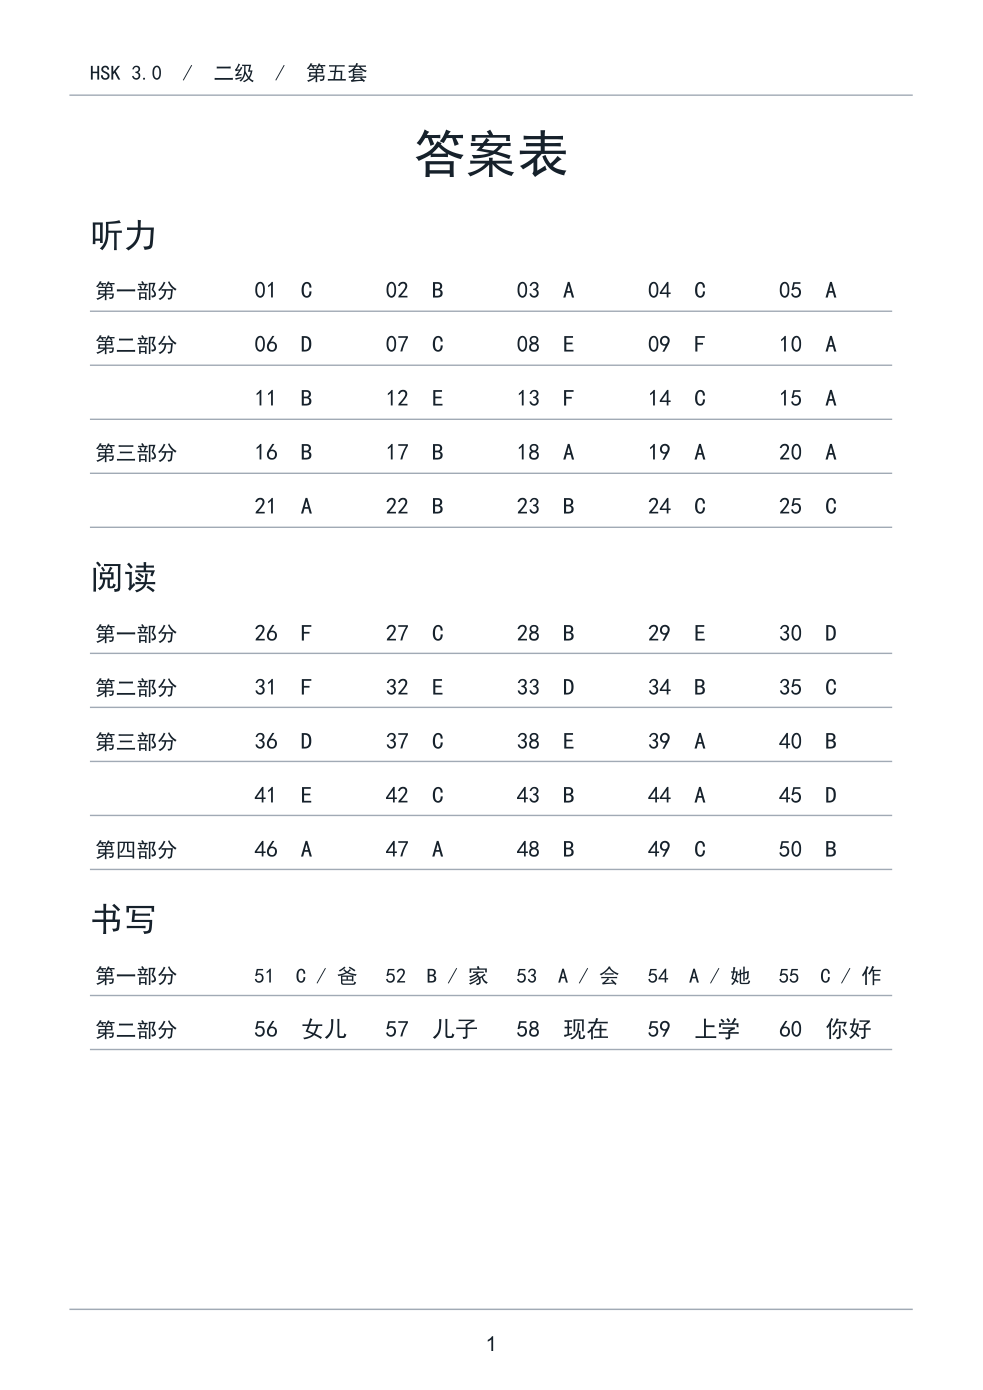 HSK 3.0 / 二级 / 第五套
答案表
听力
第一部分 01 C 02 B 03 A 04 C 05 A
第二部分 06 D 07 C 08 E 09 F 10 A
11 B 12 E 13 F 14 C 15 A
第三部分 16 B 17 B 18 A 19 A 20 A
21 A 22 B 23 B 24 C 25 C
阅读
第一部分 26 F 27 C 28 B 29 E 30 D
第二部分 31 F 32 E 33 D 34 B 35 C
第三部分 36 D 37 C 38 E 39 A 40 B
41 E 42 C 43 B 44 A 45 D
第四部分 46 A 47 A 48 B 49 C 50 B
书写
第一部分 51 C / 爸 52 B / 家 53 A / 会 54 A / 她 55 C / 作
第二部分 56 女儿 57 儿子 58 现在 59 上学 60 你好
1